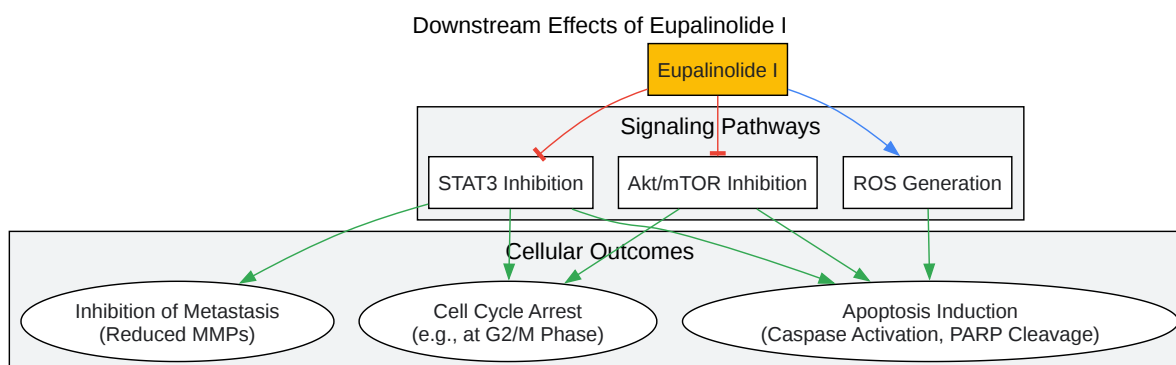 Downstream Effects of Eupalinolide I
Eupalinolide I
Signaling Pathways
STAT3 Inhibition
Akt/mTOR Inhibition
ROS Generation
Cellular Outcomes
Inhibition of Metastasis
(Reduced MMPs)
Cell Cycle Arrest
(e.g., at G2/M Phase)
Apoptosis Induction
(Caspase Activation, PARP Cleavage)